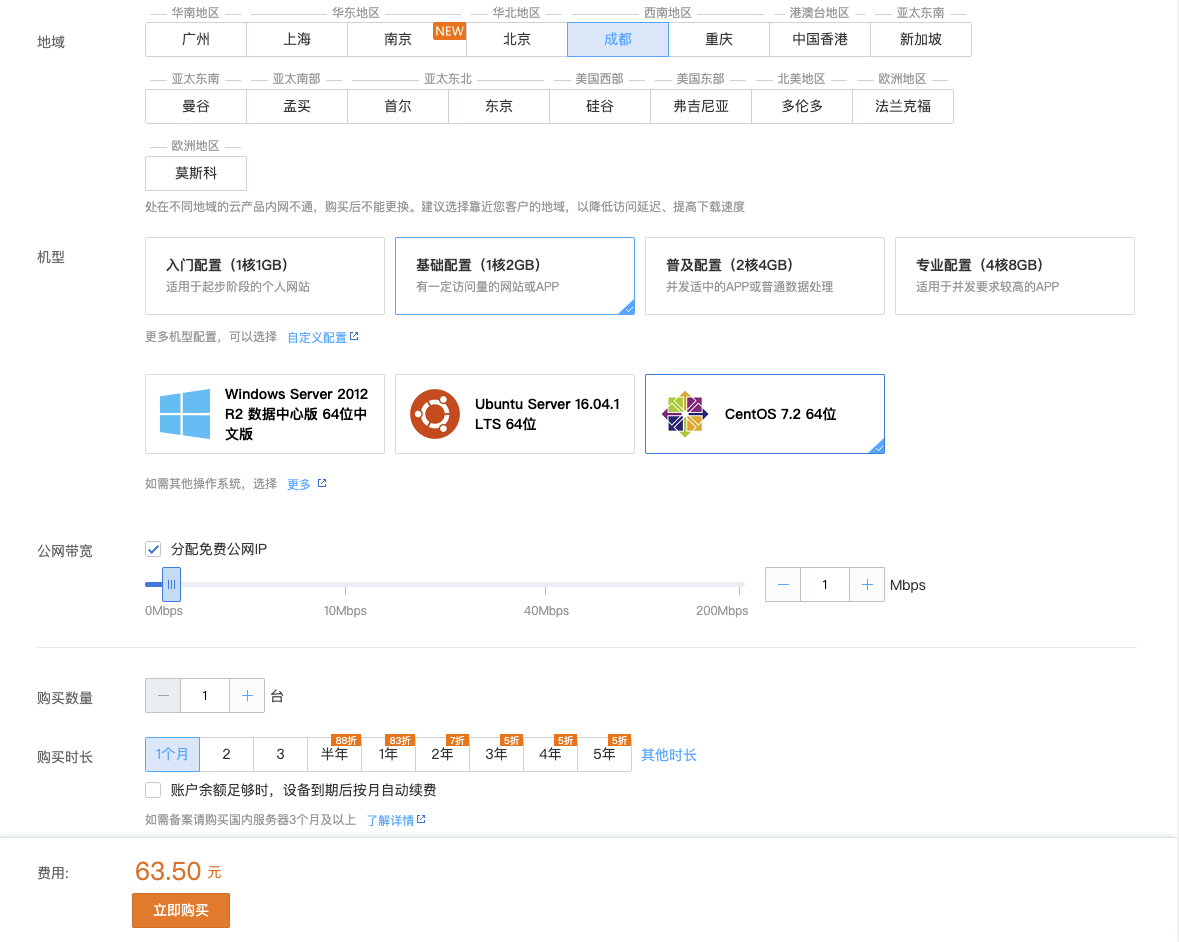 华南地区 华东地区 华北地区 西南地区 港澳台地区 亚太东南
地域 广州 上海 南京 NEW 北京 成都 重庆 中国香港 新加坡
亚太东南 亚太南部 亚太东北 美国西部 美国东部 北美地区 欧洲地区
曼谷 孟买 首尔 东京 硅谷 弗吉尼亚 多伦多 法兰克福
欧洲地区
莫斯科
处在不同地域的云产品内网不通，购买后不能更换。建议选择靠近您客户的地域，以降低访问延迟、提高下载速度
机型
入门配置（1核1GB） 基础配置（1核2GB） 普及配置（2核4GB） 专业配置（4核8GB）
适用于起步阶段的个人网站 有一定访问量的网站或APP 并发适中的APP或普通数据处理 适用于并发要求较高的APP
更多机型配置，可以选择 自定义配置
Windows Server 2012
R2 数据中心版 64位中
文版
Ubuntu Server 16.04.1
LTS 64位
CentOS 7.2 64位
如需其他操作系统，选择 更多
公网带宽 分配免费公网IP
1 Mbps
0Mbps 10Mbps 40Mbps 200Mbps
购买数量 1 台
88折 83折 7折 5折 5折 5折
购买时长 1个月 2 3 半年 1年 2年 3年 4年 5年 其他时长
账户余额足够时，设备到期后按月自动续费
如需备案请购买国内服务器3个月及以上 了解详情
费用: 63.50 元
立即购买